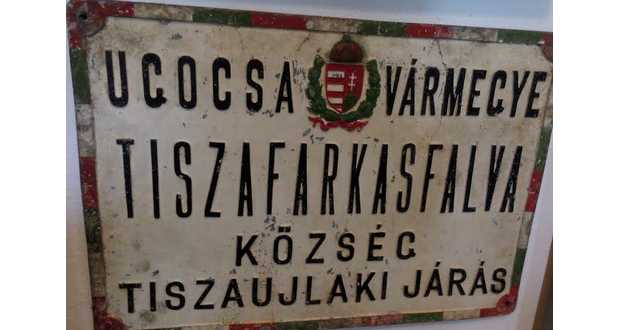 UGOCSA VÁRMEGYE
TISZAFARKASFALVA
KÖZSÉG
TISZAUJLAKI JÁRÁS